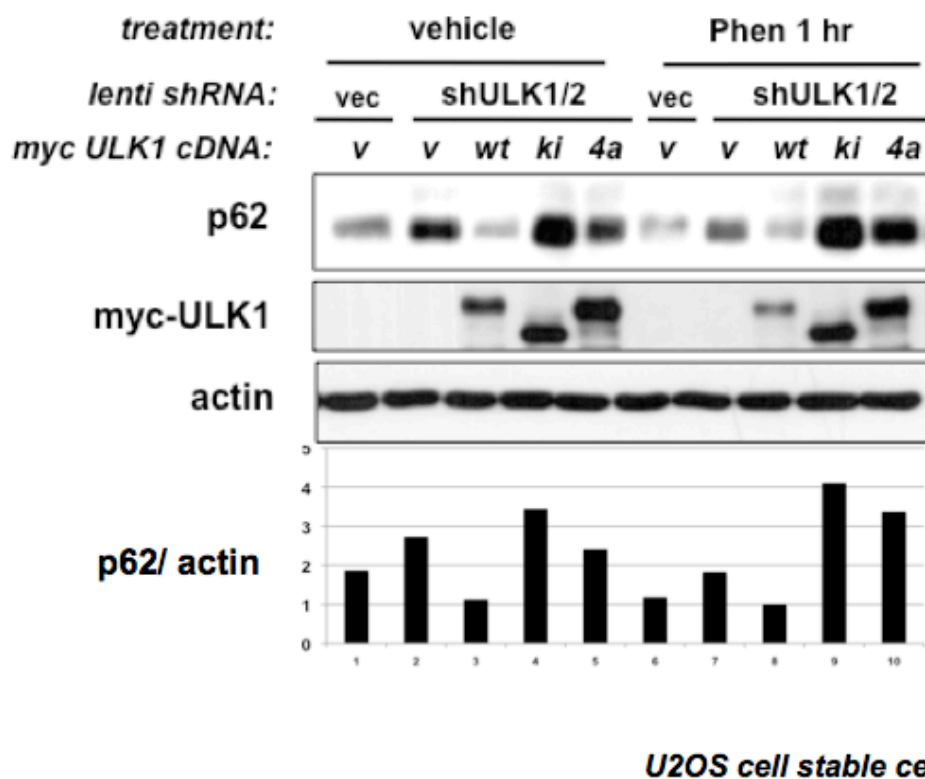 treatment: vehicle Phen 1 hr
lenti shRNA: vec shULK1/2 vec shULK1/2
myc ULK1 cDNA: v v wt ki 4a v v wt ki 4a
p62
myc-ULK1
actin
5
4
3
p62/ actin
2
1
0
1 2 3 4 5 6 7 8 9 10
U2OS cell stable ce